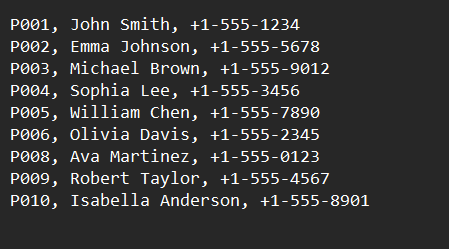 P001, John Smith, +1-555-1234
P002, Emma Johnson, +1-555-5678
P003, Michael Brown, +1-555-9012
P004, Sophia Lee, +1-555-3456
P005, William Chen, +1-555-7890
P006, Olivia Davis, +1-555-2345
P008, Ava Martinez, +1-555-0123
P009, Robert Taylor, +1-555-4567
P010, Isabella Anderson, +1-555-8901